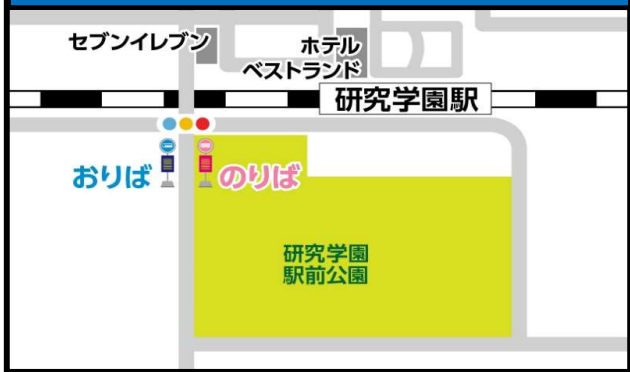 セブンイレブン
ホテル
ベストランド
研究学園駅
おりば
のりば
研究学園
駅前公園